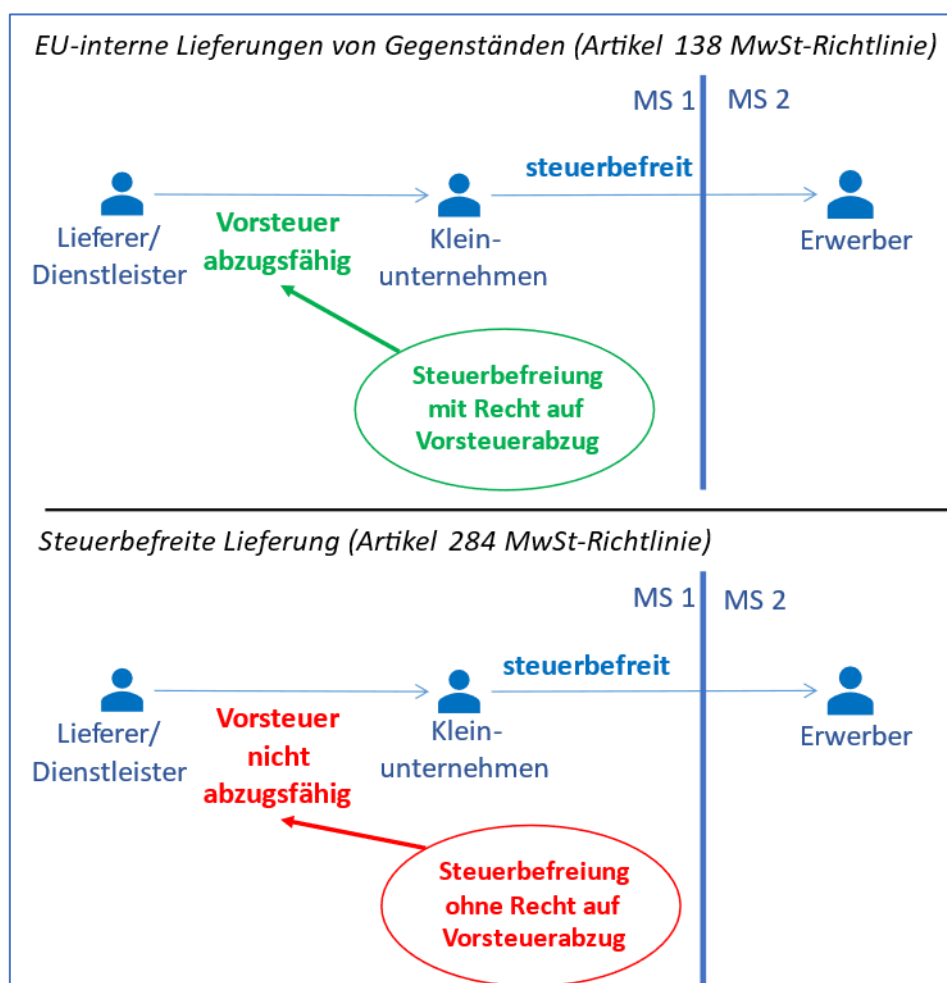 EU-interne Lieferungen von Gegenständen (Artikel 138 MwSt-Richtlinie)
MS 1
MS 2
steuerbefreit
Lieferer/
Dienstleister
Vorsteuer
abzugsfähig
Klein-
unternehmen
Erwerber
Steuerbefreiung
mit Recht auf
Vorsteuerabzug
Steuerbefreite Lieferung (Artikel 284 MwSt-Richtlinie)
MS 1
MS 2
steuerbefreit
Lieferer/
Dienstleister
Vorsteuer
nicht
abzugsfähig
Klein-
unternehmen
Erwerber
Steuerbefreiung
ohne Recht auf
Vorsteuerabzug